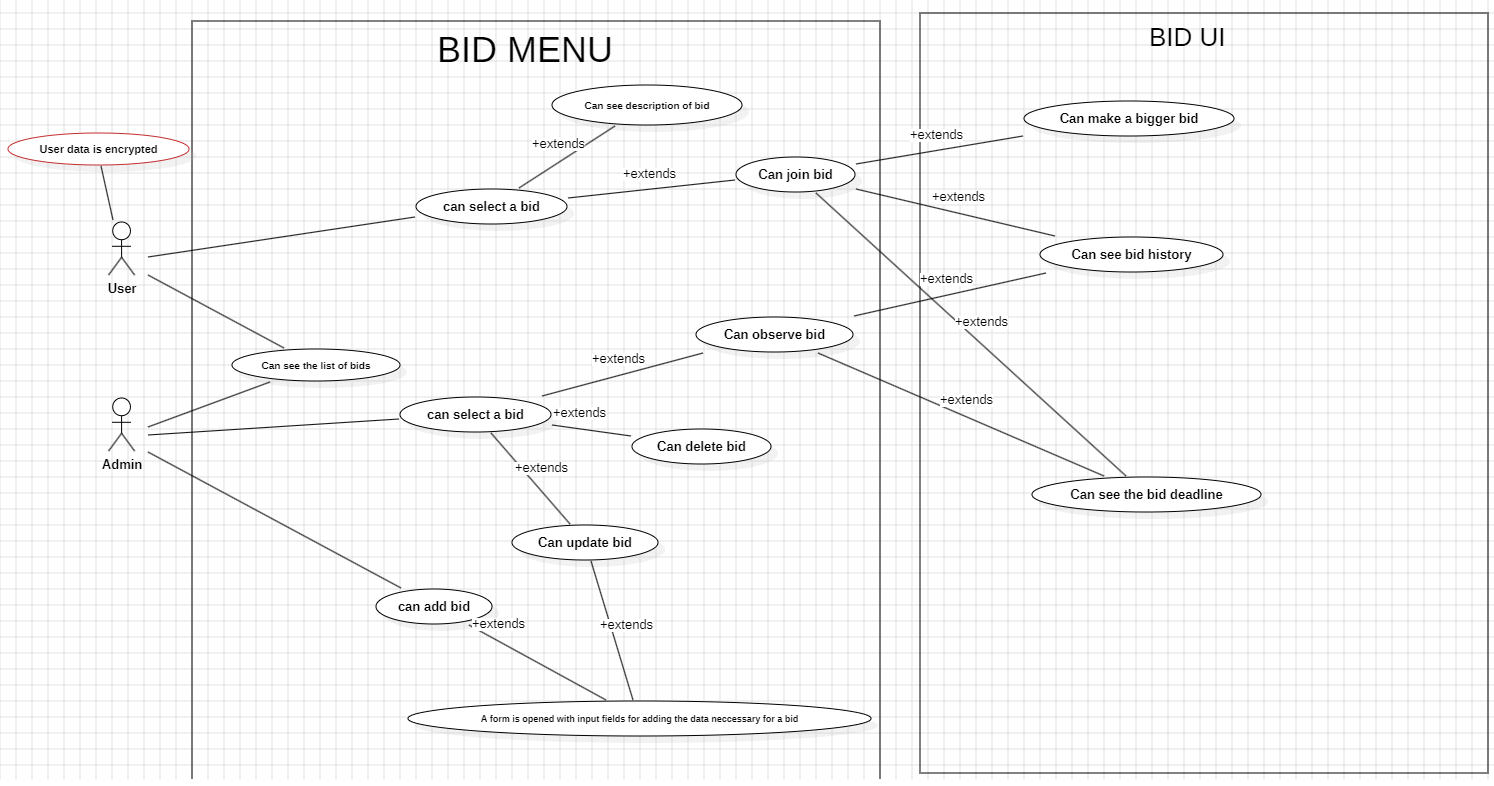 BID MENU
BID UI
Can see description of bid
Can make a bigger bid
+extends
+extends
User data is encrypted
+extends
Can join bid
can select a bid
+extends
Can see bid history
User
+extends
+extends
Can observe bid
+extends
Can see the list of bids
+extends
can select a bid
+extends
Can delete bid
Admin
+extends
Can see the bid deadline
Can update bid
can add bid
+extends
+extends
A form is opened with input fields for adding the data neccessary for a bid